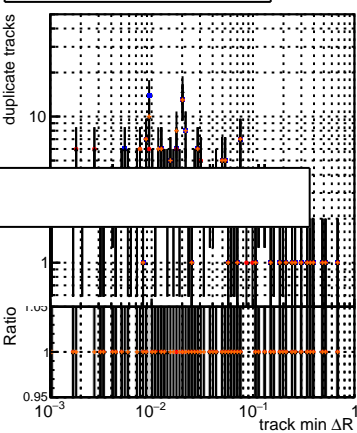 duplicate tracks
10
1
Ratio
1.05
1
0.95
10⁻³ 10⁻² 10⁻¹ 1
track min ΔR